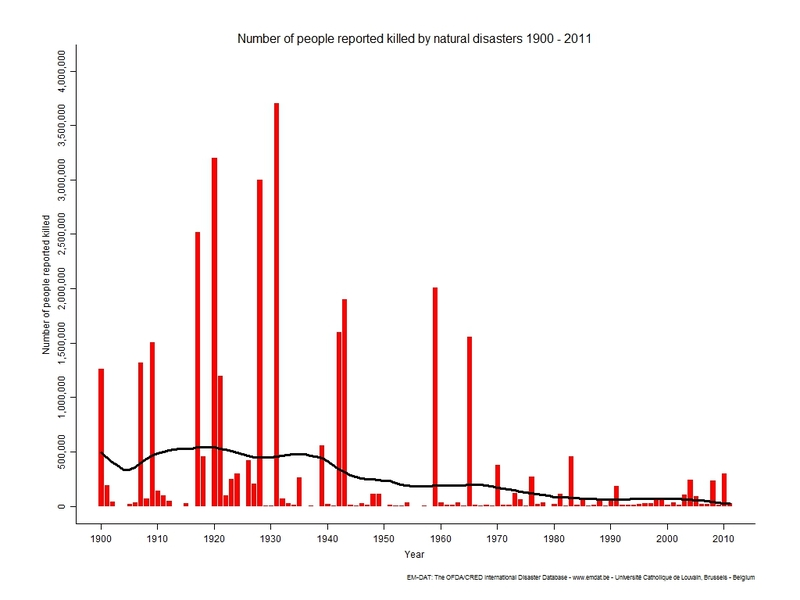 Number of people reported killed by natural disasters 1900 - 2011
Number of people reported killed
4,000,000
3,500,000
3,000,000
2,500,000
2,000,000
1,500,000
1,000,000
500,000
0
1900 1910 1920 1930 1940 1950 1960 1970 1980 1990 2000 2010
Year
EM-DAT: The OFDA/CRED International Disaster Database - www.emdat.be - Université Catholique de Louvain, Brussels - Belgium